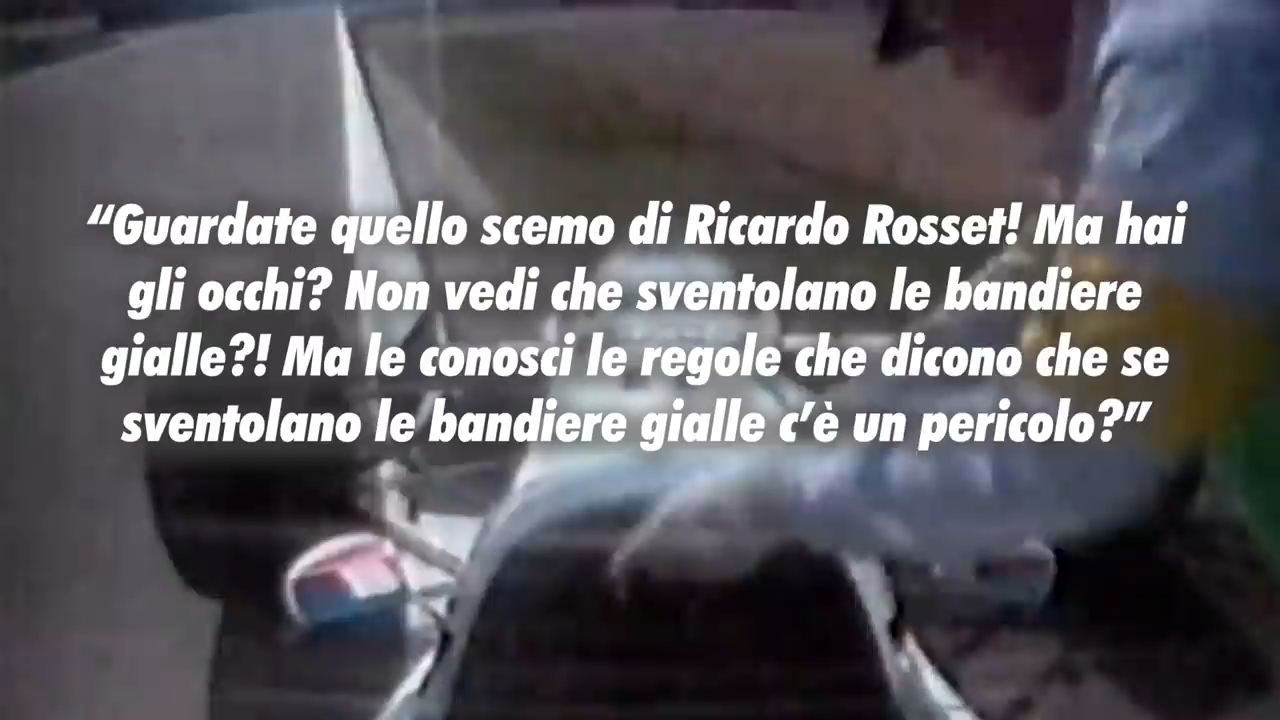 “Guardate quello scemo di Ricardo Rosset! Ma hai
gli occhi? Non vedi che sventolano le bandiere
gialle?! Ma le conosci le regole che dicono che se
sventolano le bandiere gialle c’è un pericolo?”